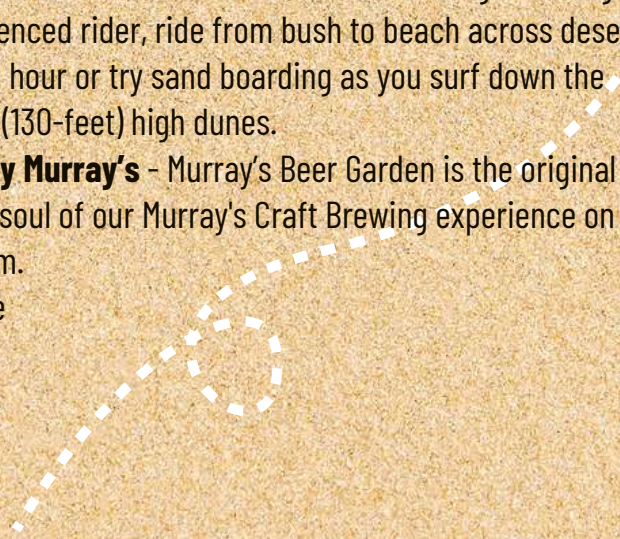 enced rider, ride from bush to beach across dese
hour or try sand boarding as you surf down the
(130-feet) high dunes.
y Murray’s - Murray’s Beer Garden is the original
soul of our Murray's Craft Brewing experience on
m.
e